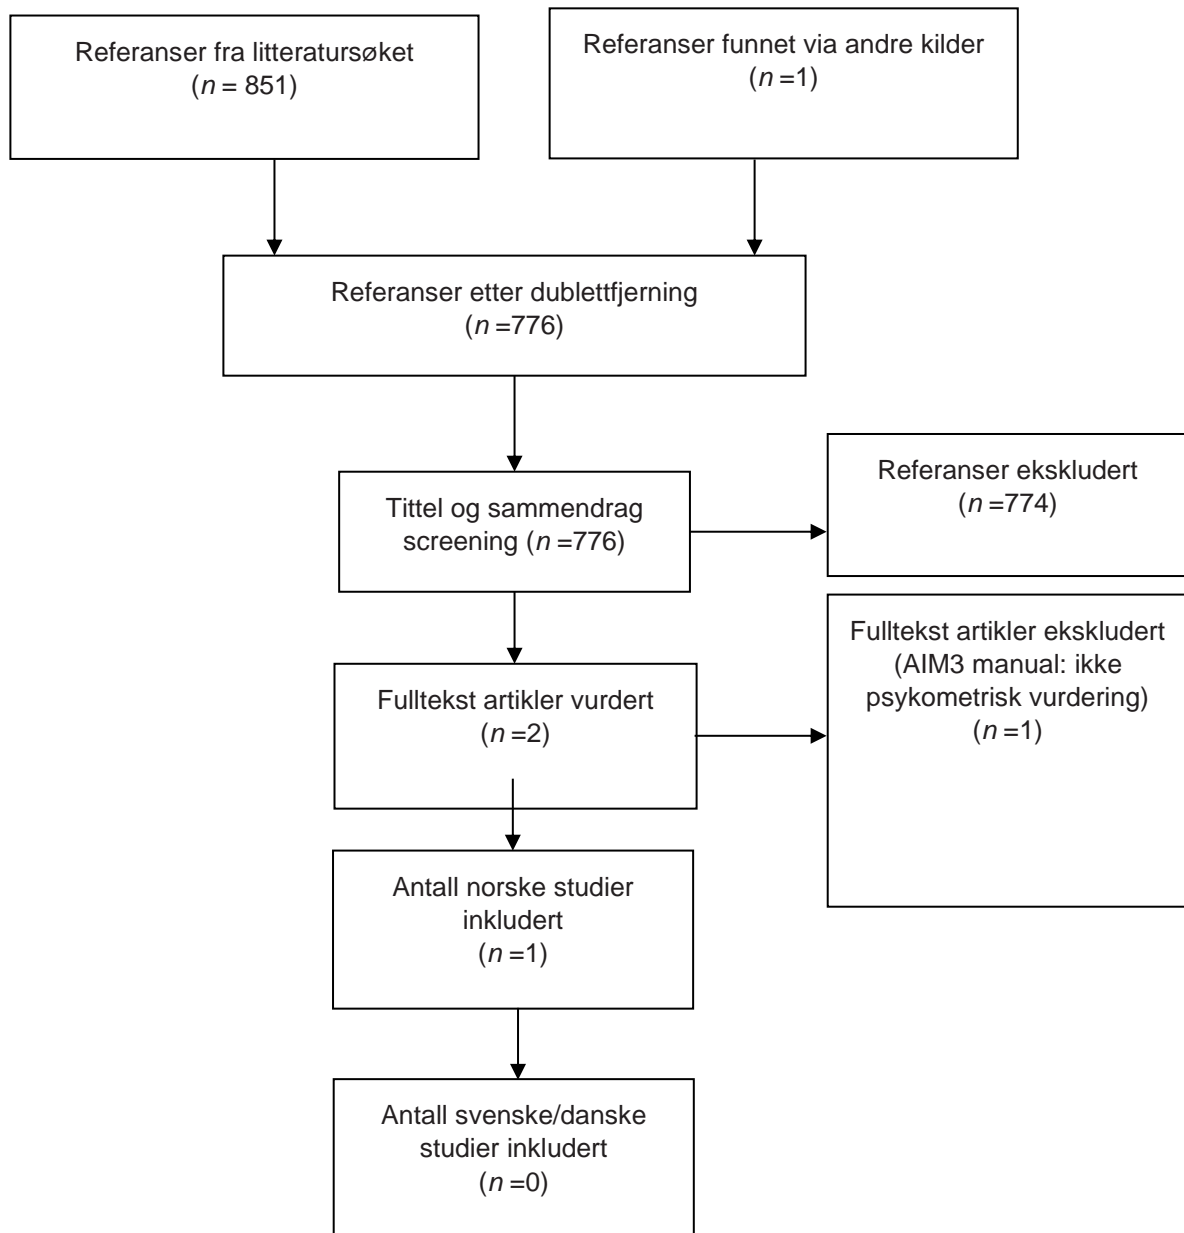 Referanser fra litteratursøket
(n = 851)
Referanser funnet via andre kilder
(n =1)
Referanser etter dublettfjerning
(n =776)
Tittel og sammendrag
screening (n =776)
Referanser ekskludert
(n =774)
Fulltekst artikler vurdert
(n =2)
Fulltekst artikler ekskludert
(AIM3 manual: ikke
psykometrisk vurdering)
(n =1)
Antall norske studier
inkludert
(n =1)
Antall svenske/danske
studier inkludert
(n =0)